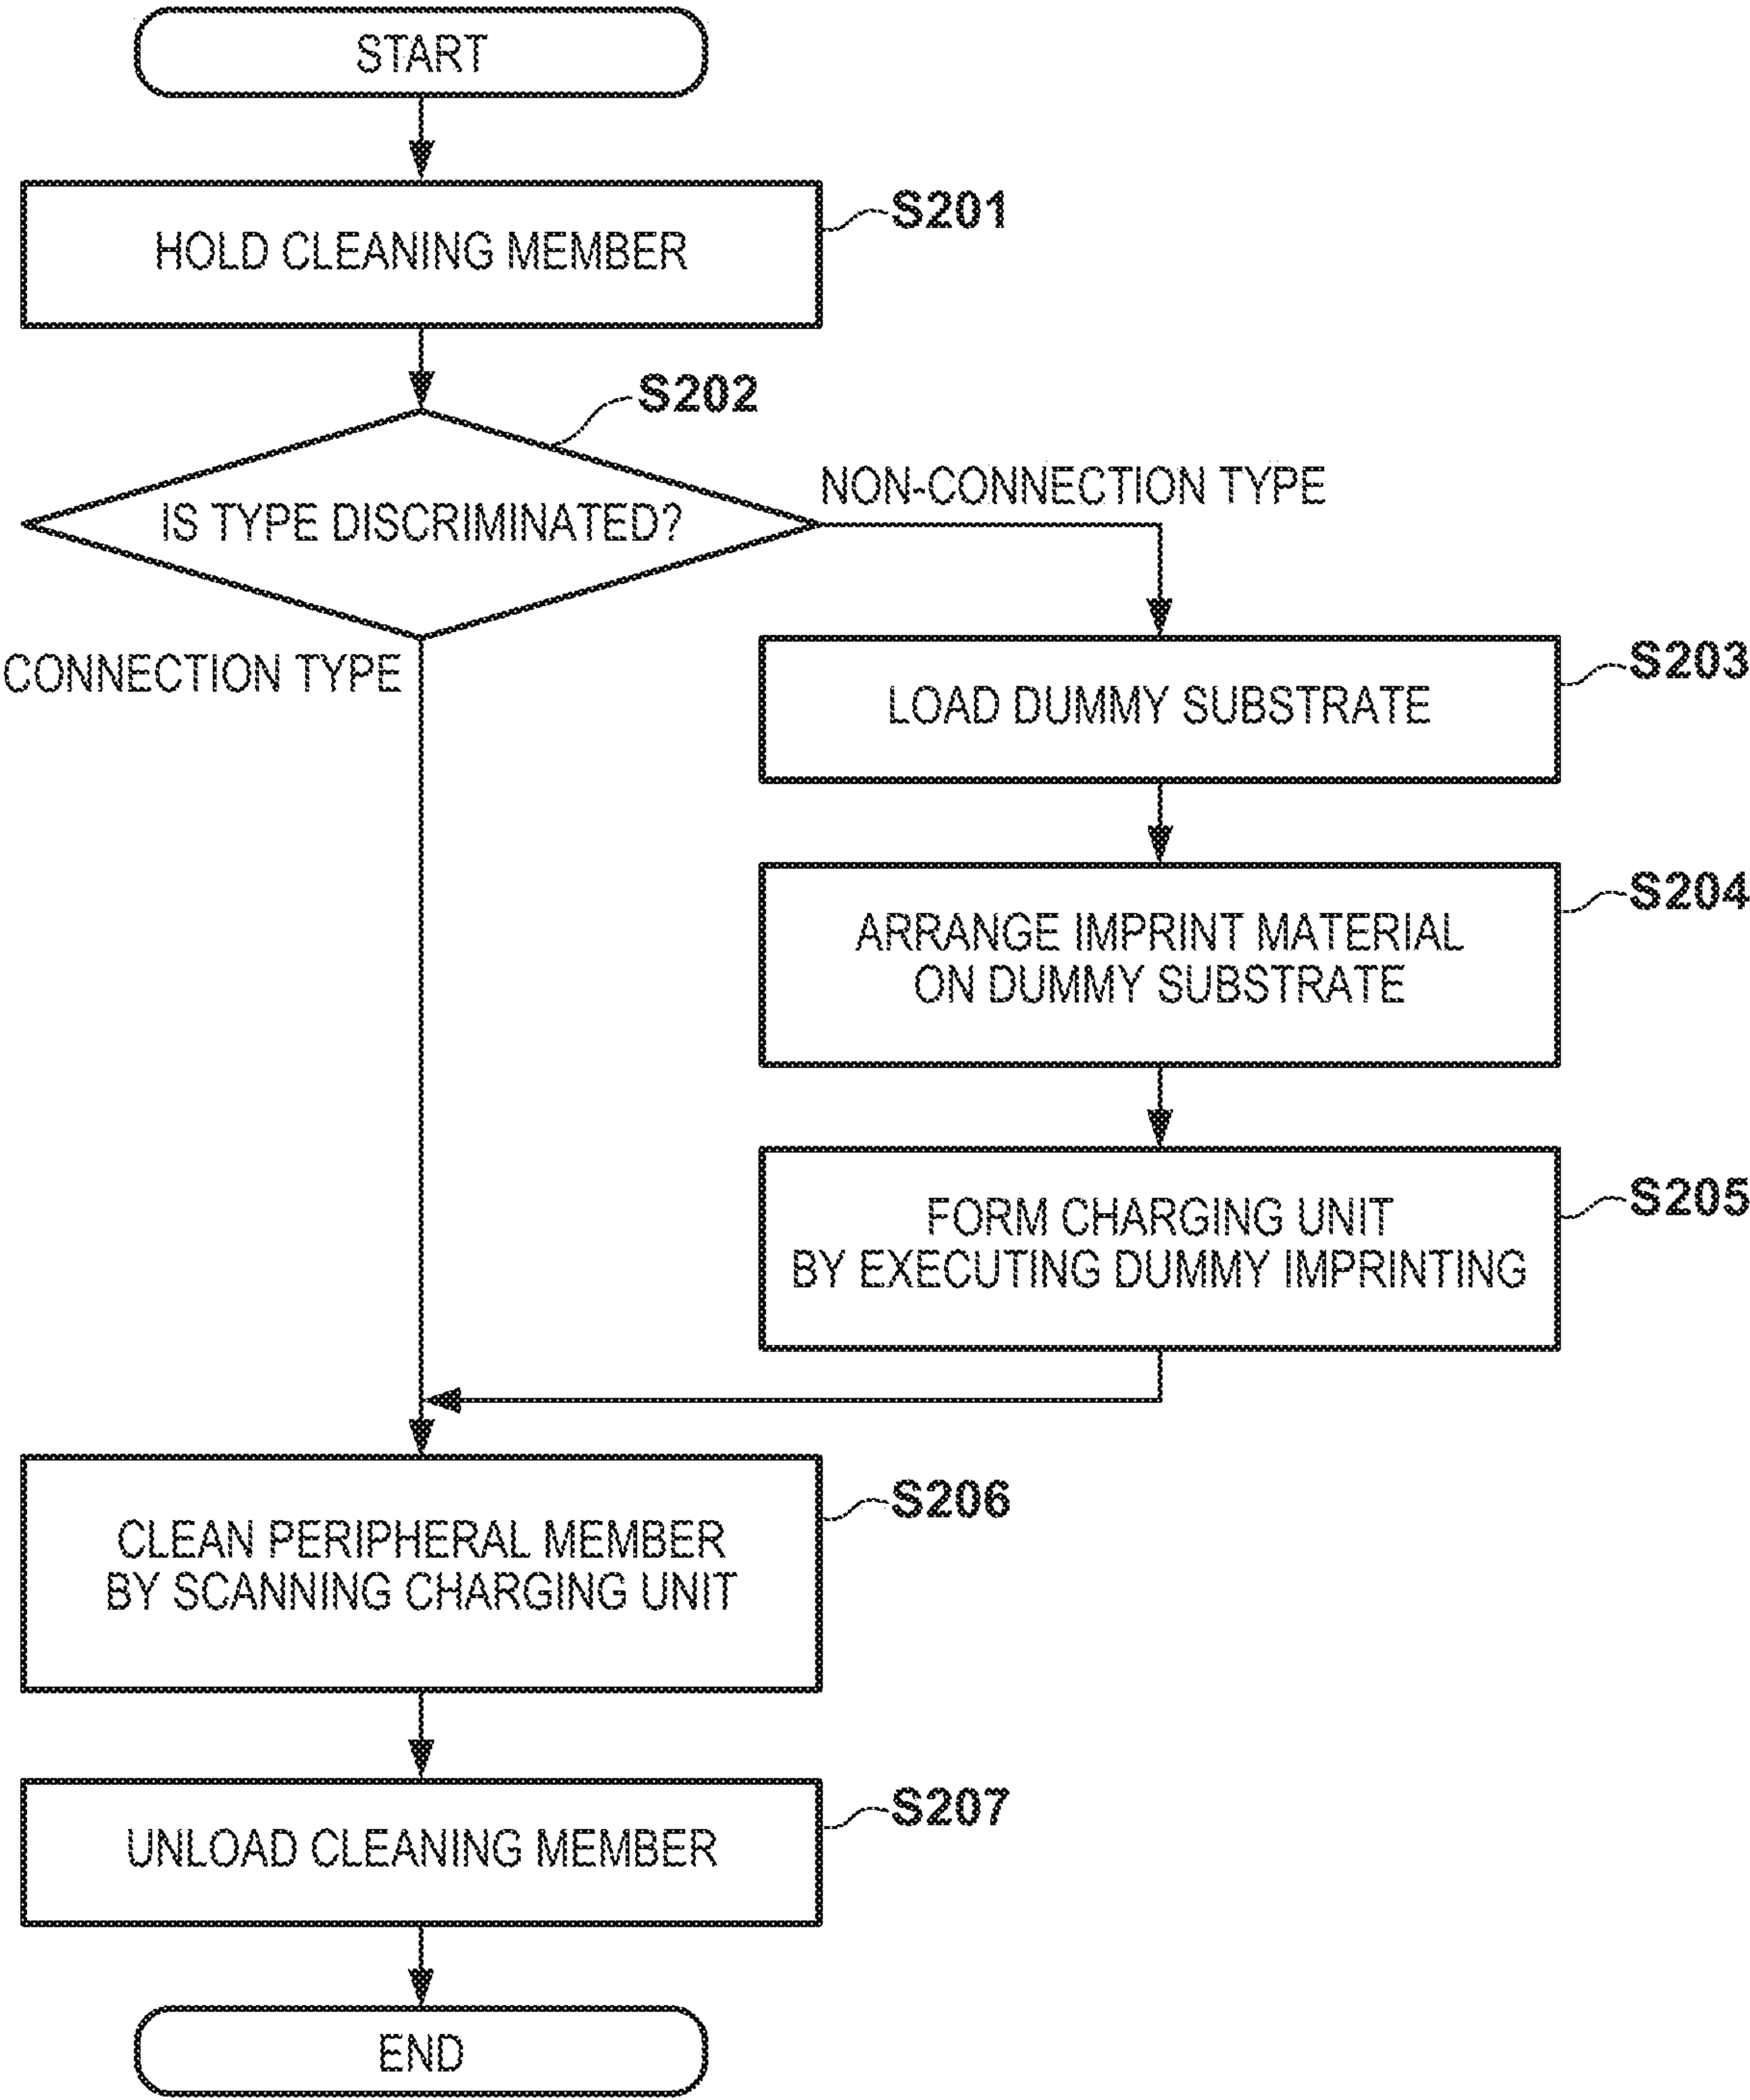 START
HOLD CLEANING MEMBER
S201
S202
IS TYPE DISCRIMINATED?
NON-CONNECTION TYPE
CONNECTION TYPE
S203
LOAD DUMMY SUBSTRATE
S204
ARRANGE IMPRINT MATERIAL
ON DUMMY SUBSTRATE
S205
FORM CHARGING UNIT
BY EXECUTING DUMMY IMPRINTING
S206
CLEAN PERIPHERAL MEMBER
BY SCANNING CHARGING UNIT
S207
UNLOAD CLEANING MEMBER
END